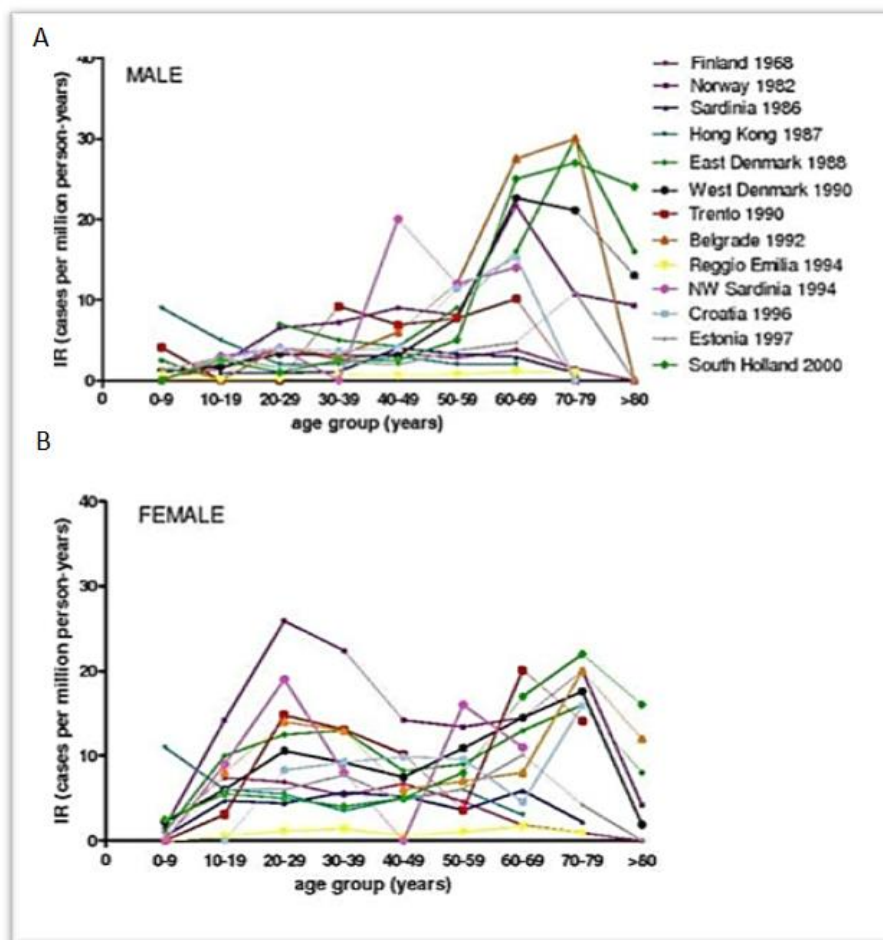 A
MALE
IR (cases per million person-years)
40
30
20
10
0
0 0-9 10-19 20-29 30-39 40-49 50-59 60-69 70-79 >80
age group (years)
Finland 1968
Norway 1982
Sardinia 1986
Hong Kong 1987
East Denmark 1988
West Denmark 1990
Trento 1990
Belgrade 1992
Reggio Emilia 1994
NW Sardinia 1994
Croatia 1996
Estonia 1997
South Holland 2000
B
FEMALE
IR (cases per million person-years)
40
30
20
10
0
0 0-9 10-19 20-29 30-39 40-49 50-59 60-69 70-79 >80
age group (years)